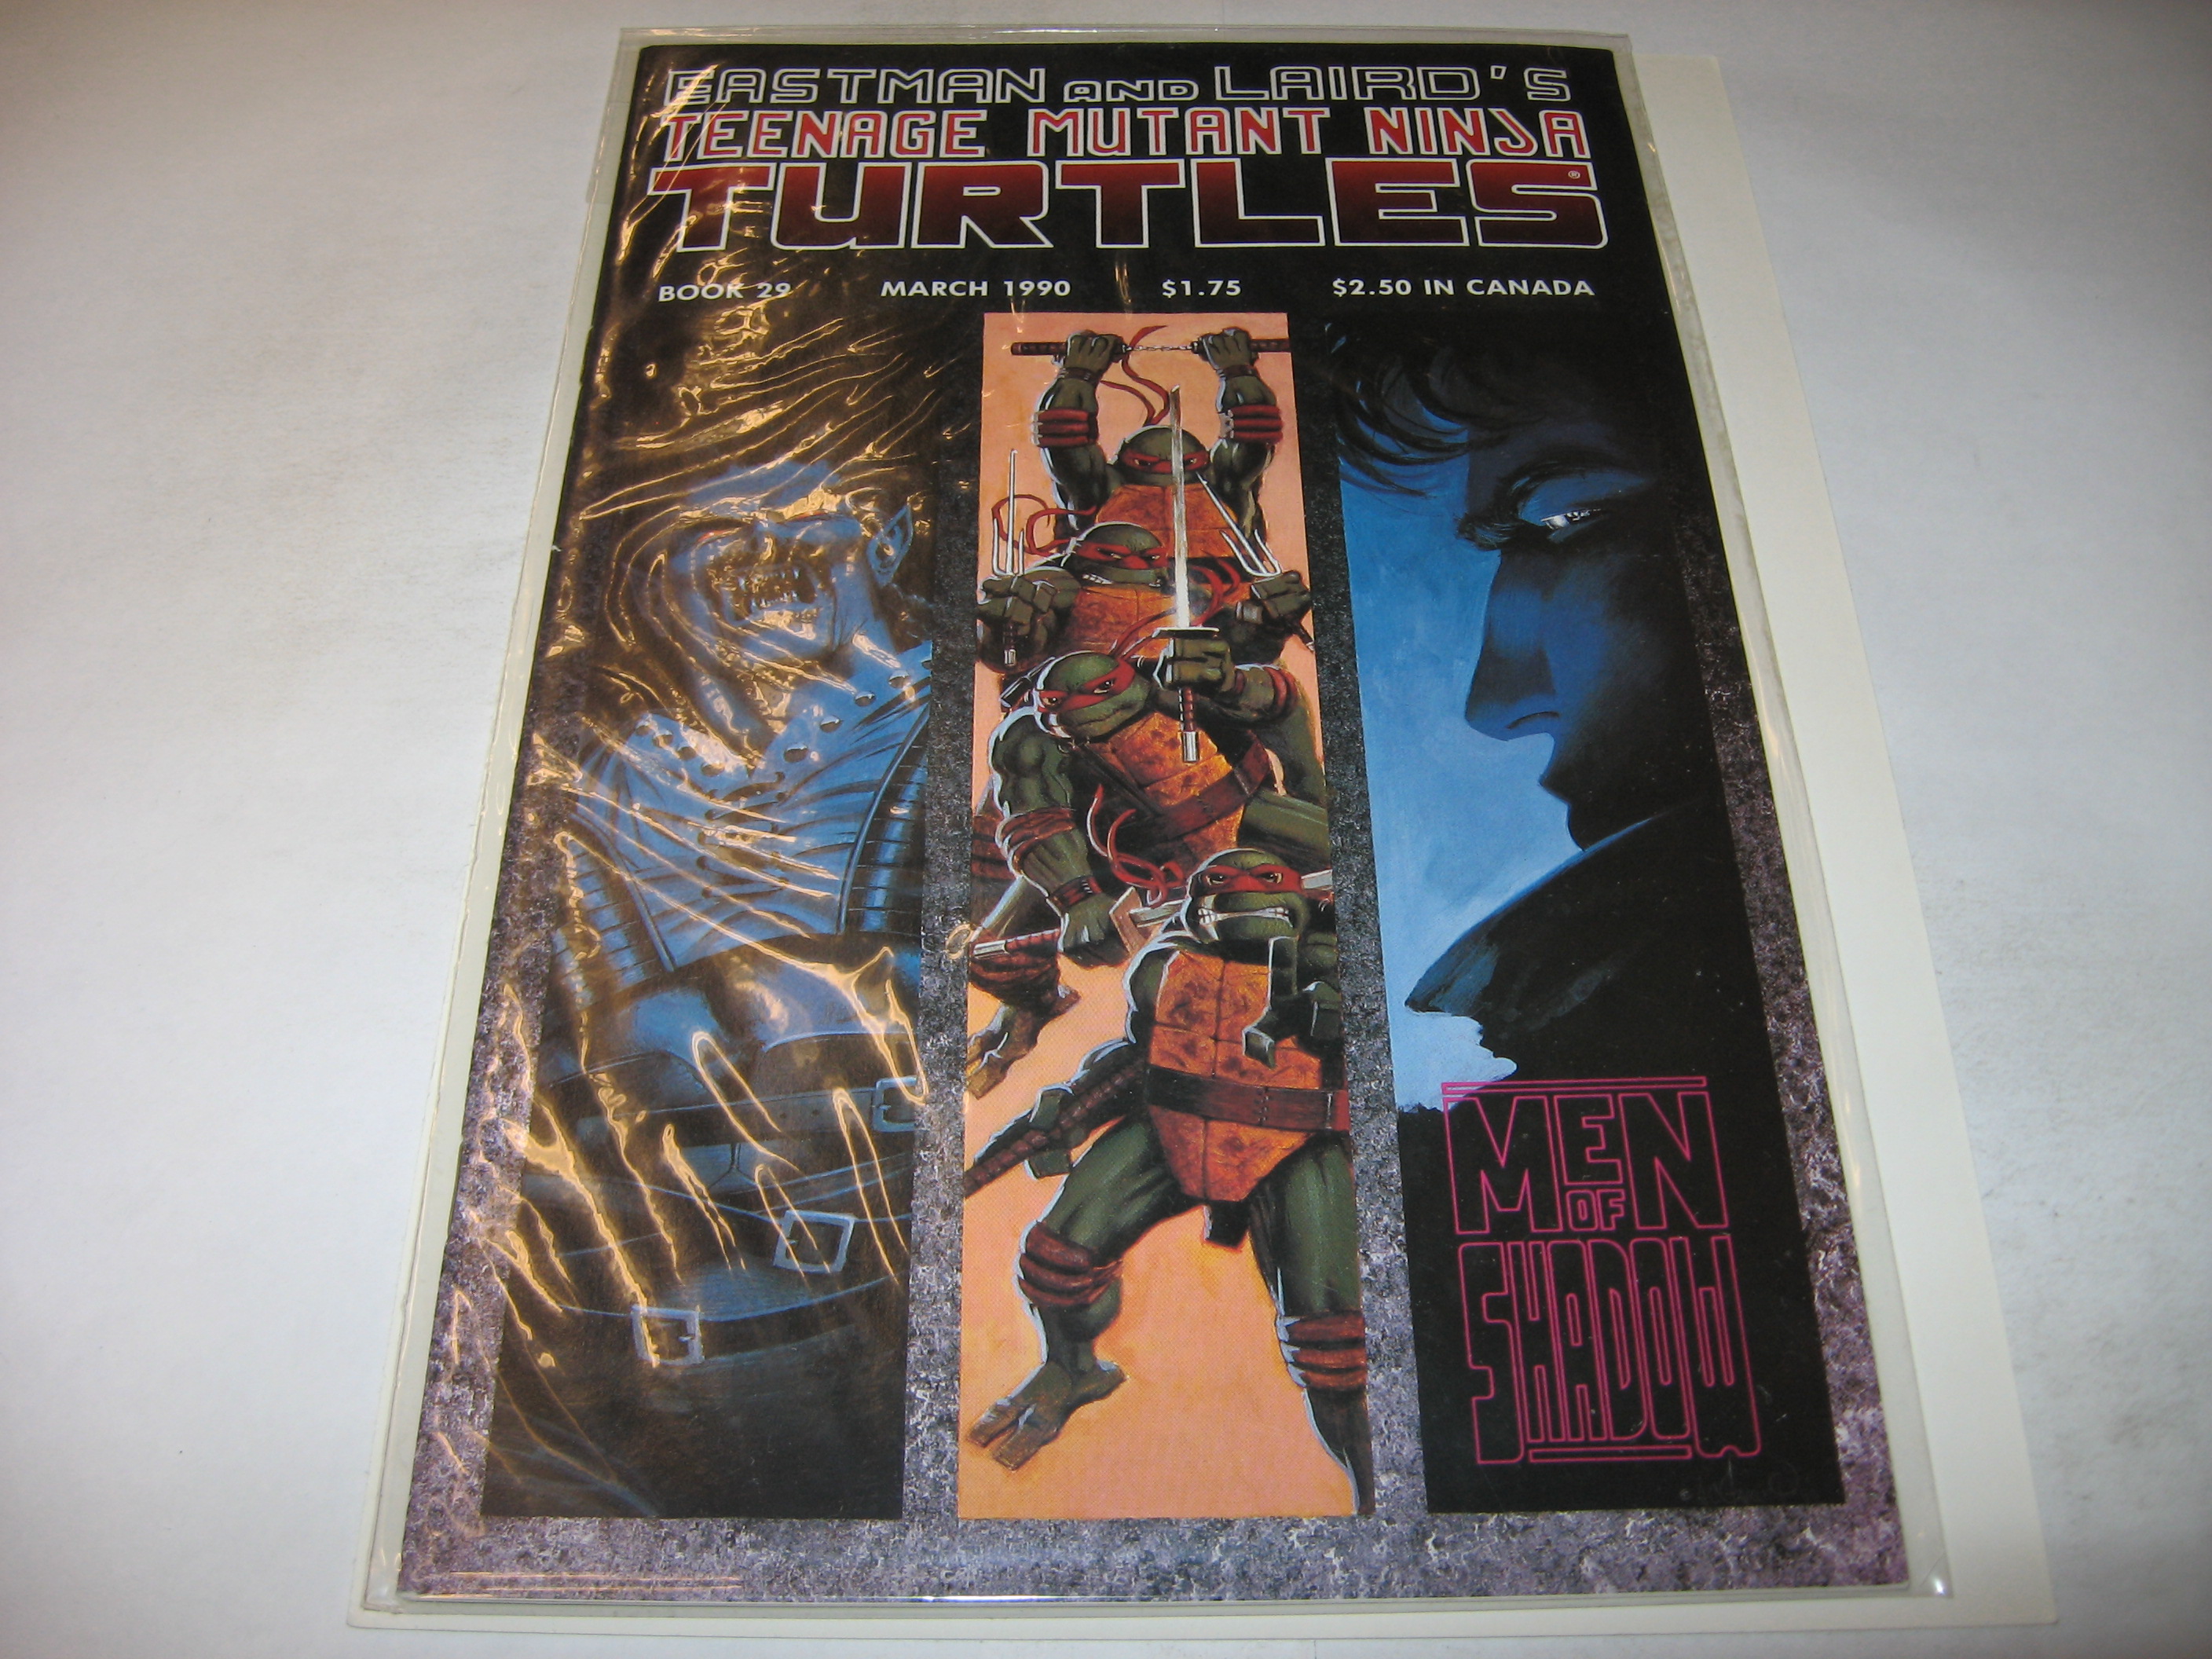 EASTMAN AND LAIRD'S
TEENAGE MUTANT NINJA
TURTLES®
BOOK 29 MARCH 1990 $1.75 $2.50 IN CANADA
MEN
OF
SHADOW